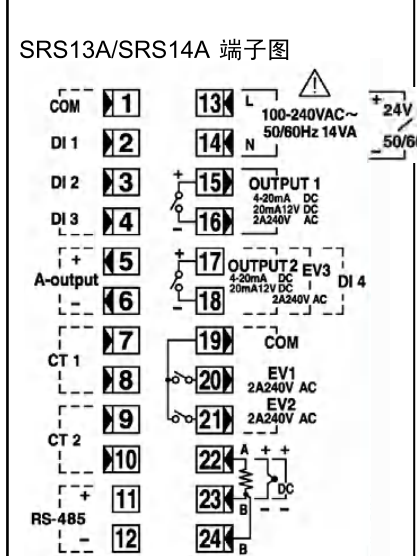 SRS13A/SRS14A 端子图
COM 1 13 L
100-240VAC~
50/60Hz 14VA
+ 24V
DI 1 2 14 N
- 50/60
DI 2 3 + 15 OUTPUT 1
4-20mA DC
20mA12V DC
2A240V AC
DI 3 4 - 16
+ 5 + 17 OUTPUT2 EV3
A-output
4-20mA DC
20mA12V DC
2A240V AC
DI 4
- 6 - 18
7 19 COM
CT 1
8 20 EV1
2A240V AC
9 21 EV2
2A240V AC
CT 2
10 22 A + +
DC
+ 11 23 B - -
RS-485
- 12 24 B